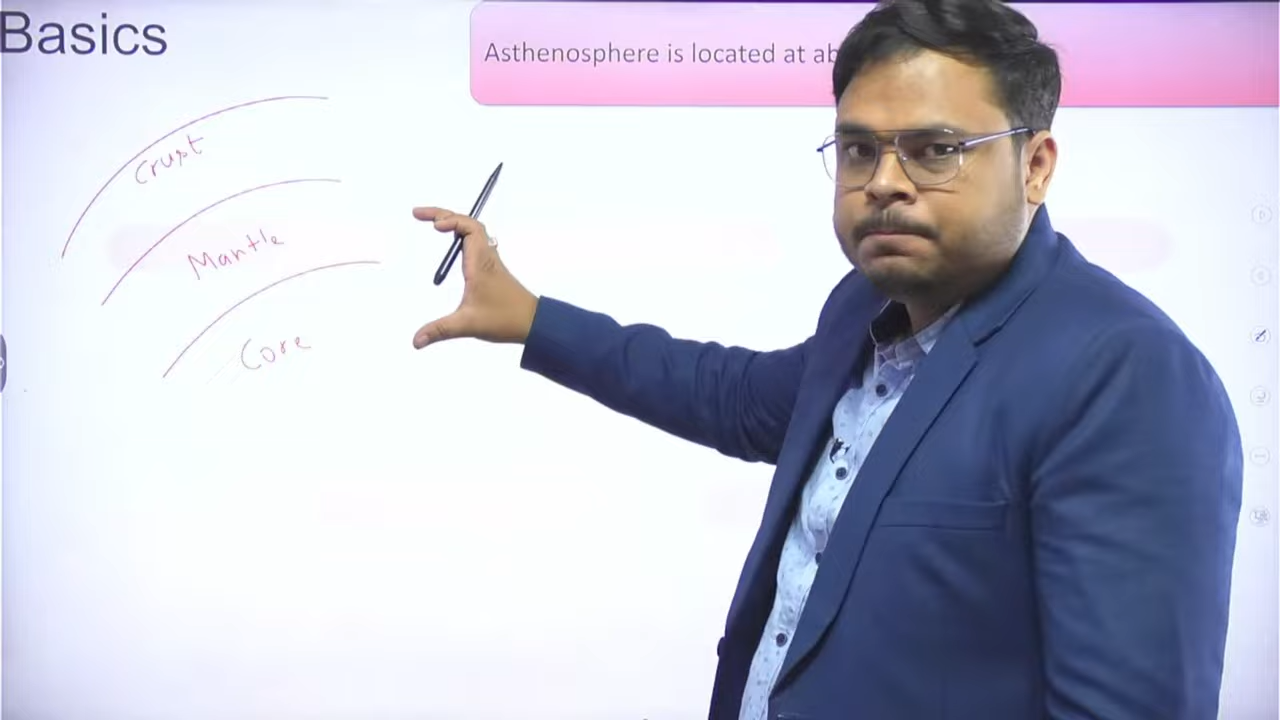 Basics
Asthenosphere is located at ab
Crust
Mantle
Core